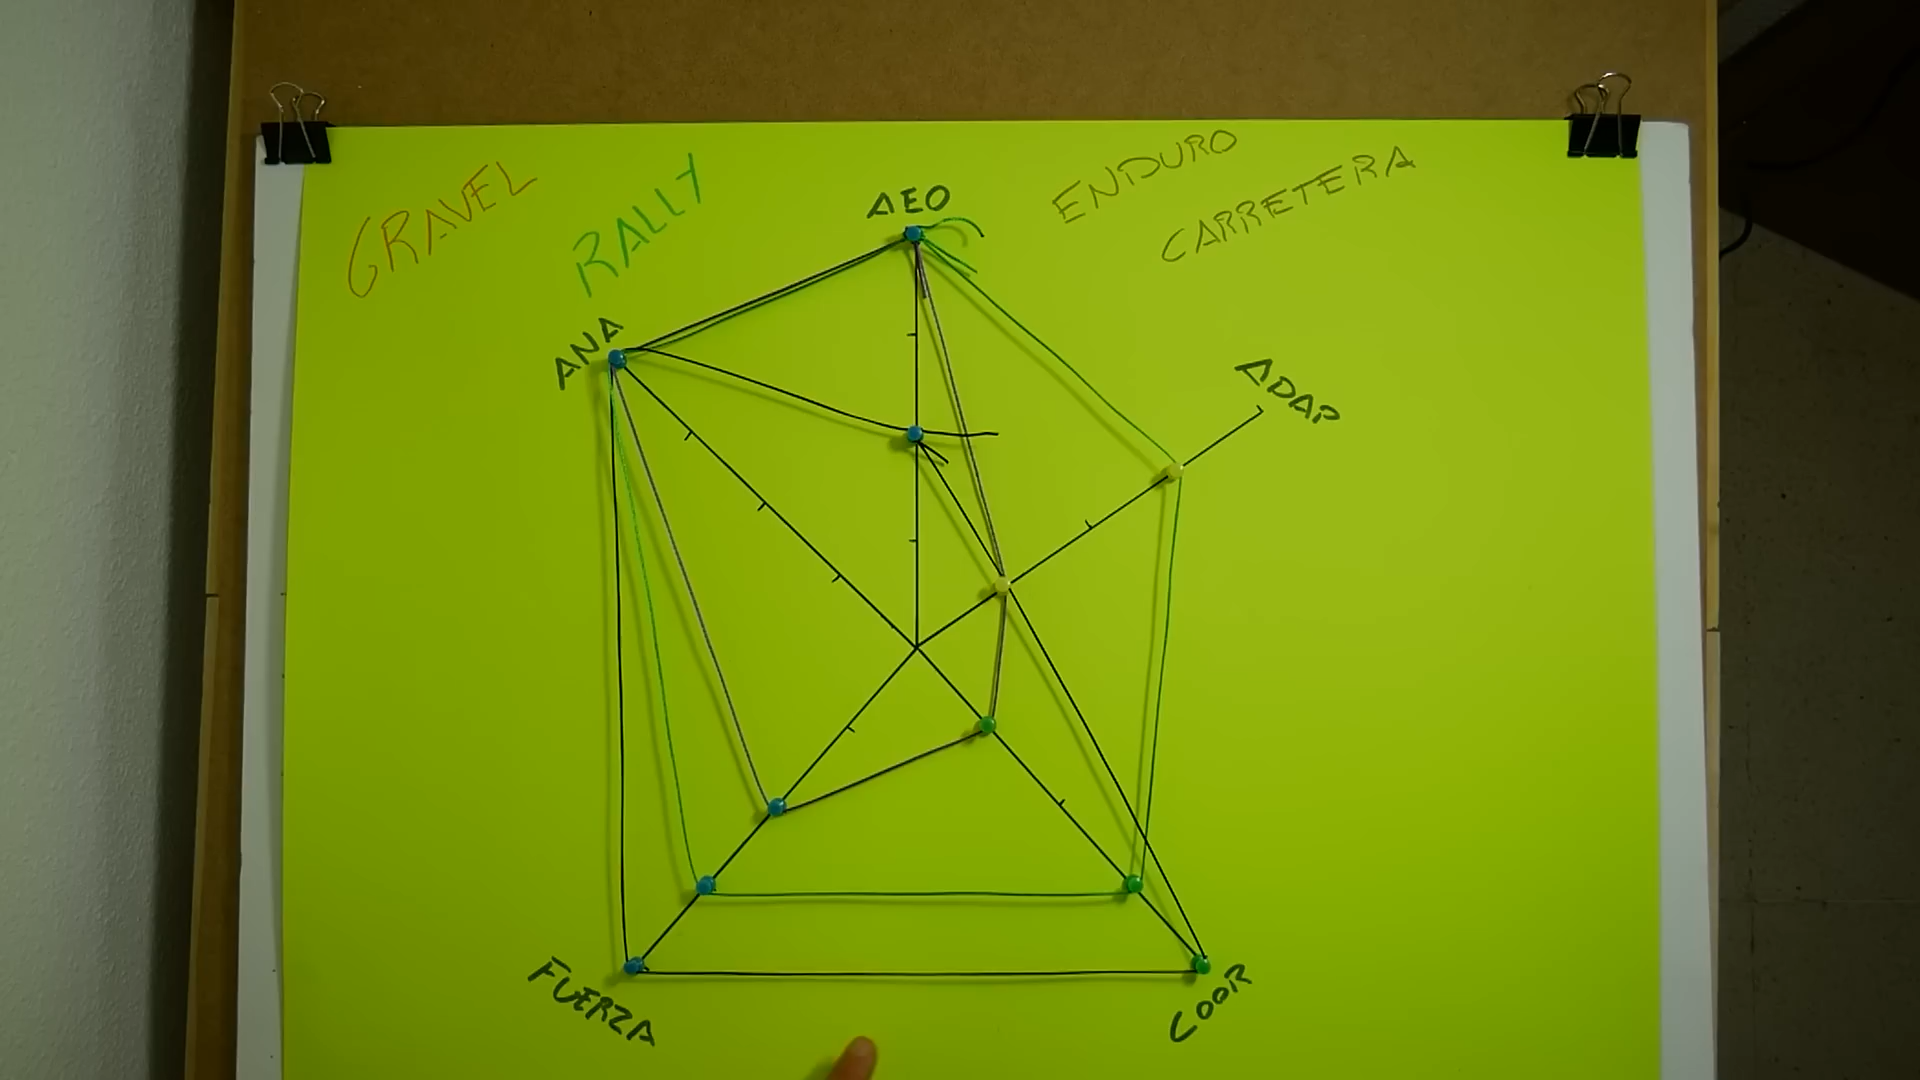 GRAVEL
RALLY
AEO
ENDURO
CARRETERA
ANA
ADAP
FUERZA
COOR